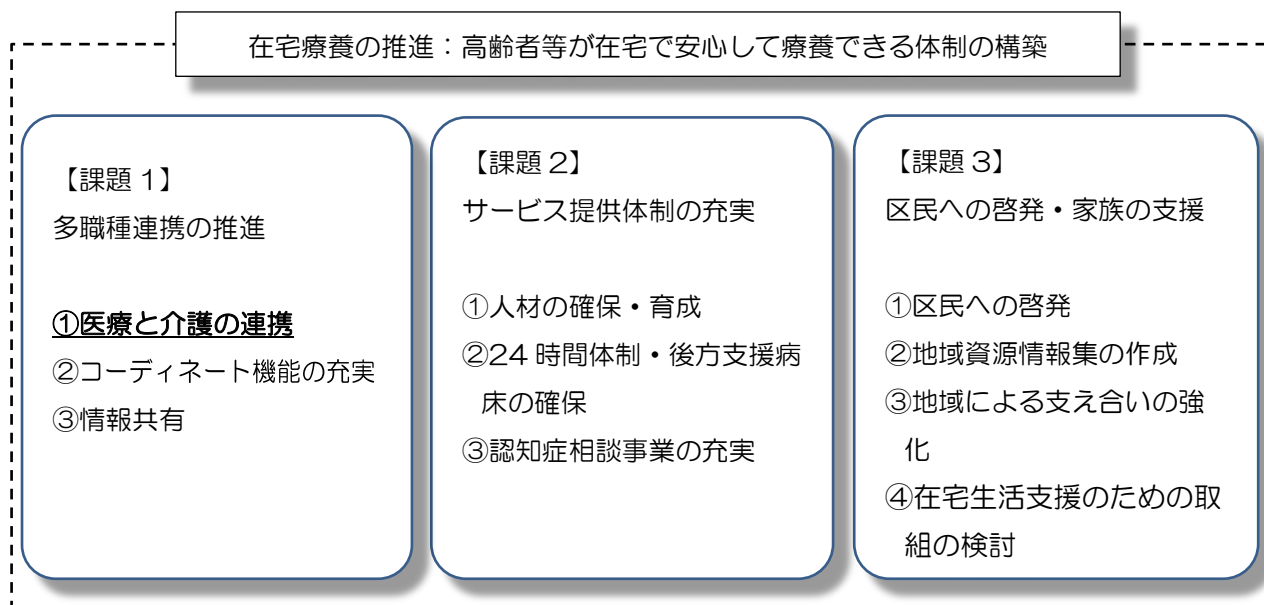 在宅療養の推進:高齢者等が在宅で安心して療養できる体制の構築
【課題 1】
多職種連携の推進
①医療と介護の連携
②コーディネート機能の充実
③情報共有
【課題 2】
サービス提供体制の充実
①人材の確保・育成
②24 時間体制・後方支援病
床の確保
③認知症相談事業の充実
【課題 3】
区民への啓発・家族の支援
①区民への啓発
②地域資源情報集の作成
③地域による支え合いの強
化
④在宅生活支援のための取
組の検討